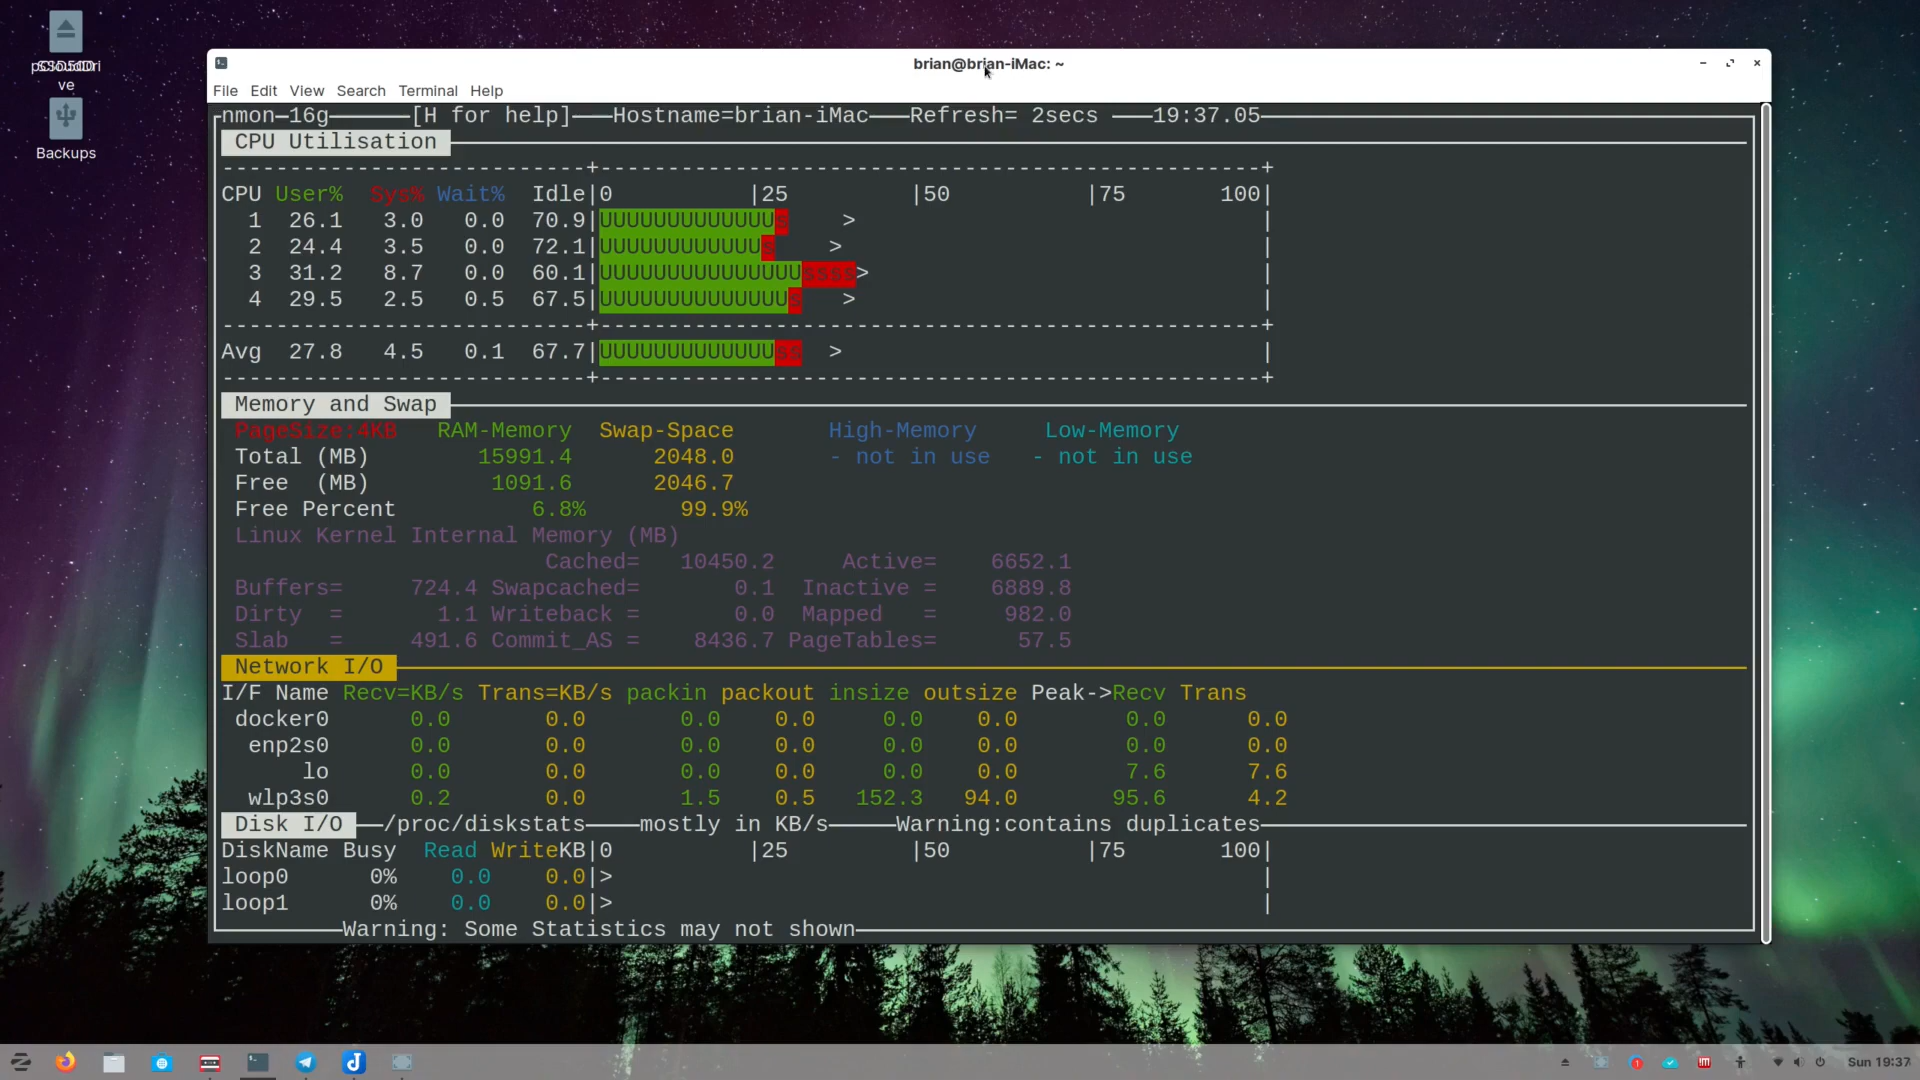 pCloudDri
ve
Backups
brian@brian-iMac: ~
File Edit View Search Terminal Help
nmon-16g [H for help] Hostname=brian-iMac Refresh= 2secs 19:37.05
CPU Utilisation
CPU User% Sys% Wait% Idle|0 |25 |50 |75 100|
1 26.1 3.0 0.0 70.9|UUUUUUUUUUUUUs > |
2 24.4 3.5 0.0 72.1|UUUUUUUUUUUUs > |
3 31.2 8.7 0.0 60.1|UUUUUUUUUUUUUUUssss> |
4 29.5 2.5 0.5 67.5|UUUUUUUUUUUUUUs > |
Avg 27.8 4.5 0.1 67.7|UUUUUUUUUUUUUss > |
Memory and Swap
PageSize:4KB RAM-Memory Swap-Space High-Memory Low-Memory
Total (MB) 15991.4 2048.0 - not in use - not in use
Free (MB) 1091.6 2046.7
Free Percent 6.8% 99.9%
Linux Kernel Internal Memory (MB)
Cached= 10450.2 Active= 6652.1
Buffers= 724.4 Swapcached= 0.1 Inactive = 6889.8
Dirty = 1.1 Writeback = 0.0 Mapped = 982.0
Slab = 491.6 Commit_AS = 8436.7 PageTables= 57.5
Network I/O
I/F Name Recv=KB/s Trans=KB/s packin packout insize outsize Peak->Recv Trans
docker0 0.0 0.0 0.0 0.0 0.0 0.0 0.0 0.0
enp2s0 0.0 0.0 0.0 0.0 0.0 0.0 0.0 0.0
lo 0.0 0.0 0.0 0.0 0.0 0.0 7.6 7.6
wlp3s0 0.2 0.0 1.5 0.5 152.3 94.0 95.6 4.2
Disk I/O /proc/diskstats mostly in KB/s Warning:contains duplicates
DiskName Busy Read WriteKB|0 |25 |50 |75 100|
loop0 0% 0.0 0.0|> |
loop1 0% 0.0 0.0|> |
Warning: Some Statistics may not shown
Sun 19:37